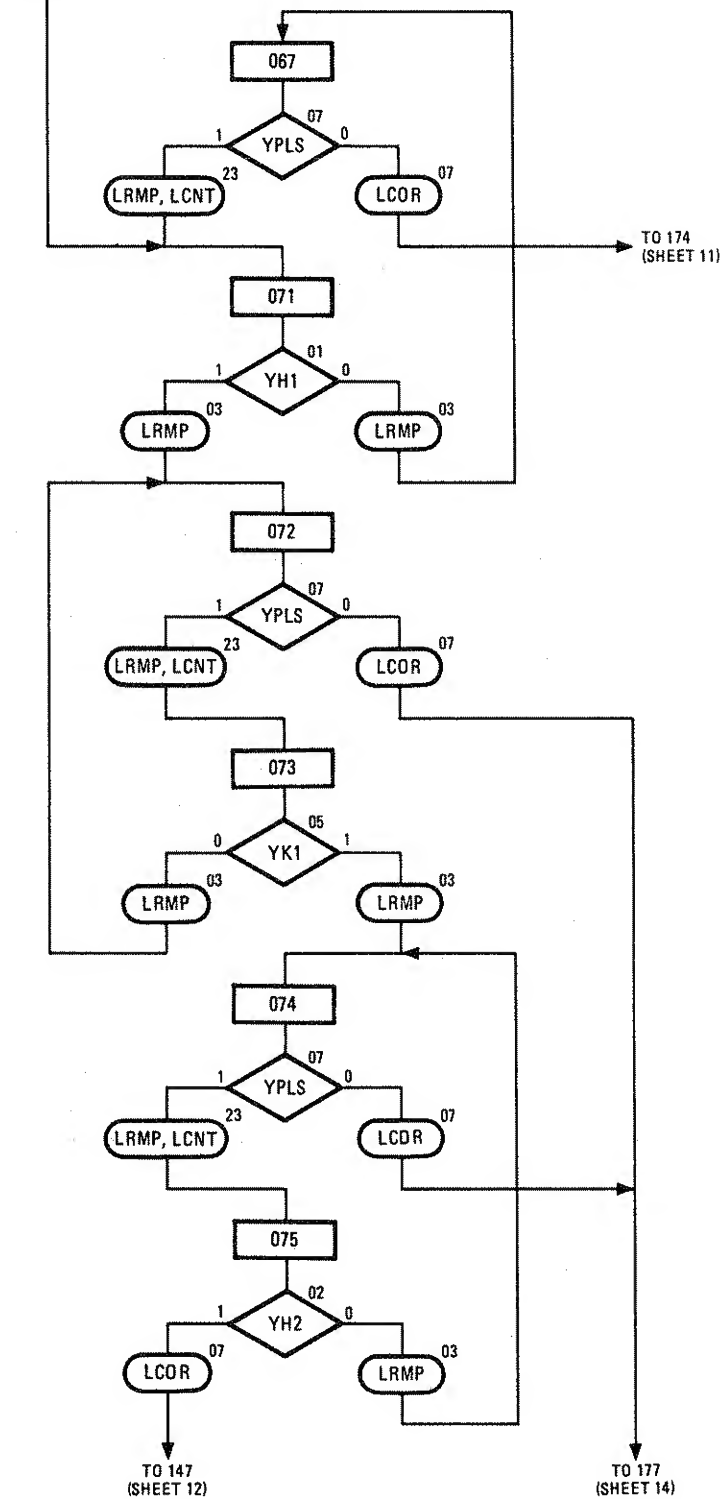 067
07
1 YPLS 0
23 07
LRMP, LCNT LCOR
TO 174
(SHEET 11)
071
01
1 YH1 0
03 03
LRMP LRMP
072
07
1 YPLS 0
23 07
LRMP, LCNT LCOR
073
05
0 YK1 1
03 03
LRMP LRMP
074
07
1 YPLS 0
23 07
LRMP, LCNT LCOR
075
02
1 YH2 0
07 03
LCOR LRMP
TO 147
(SHEET 12)
TO 177
(SHEET 14)